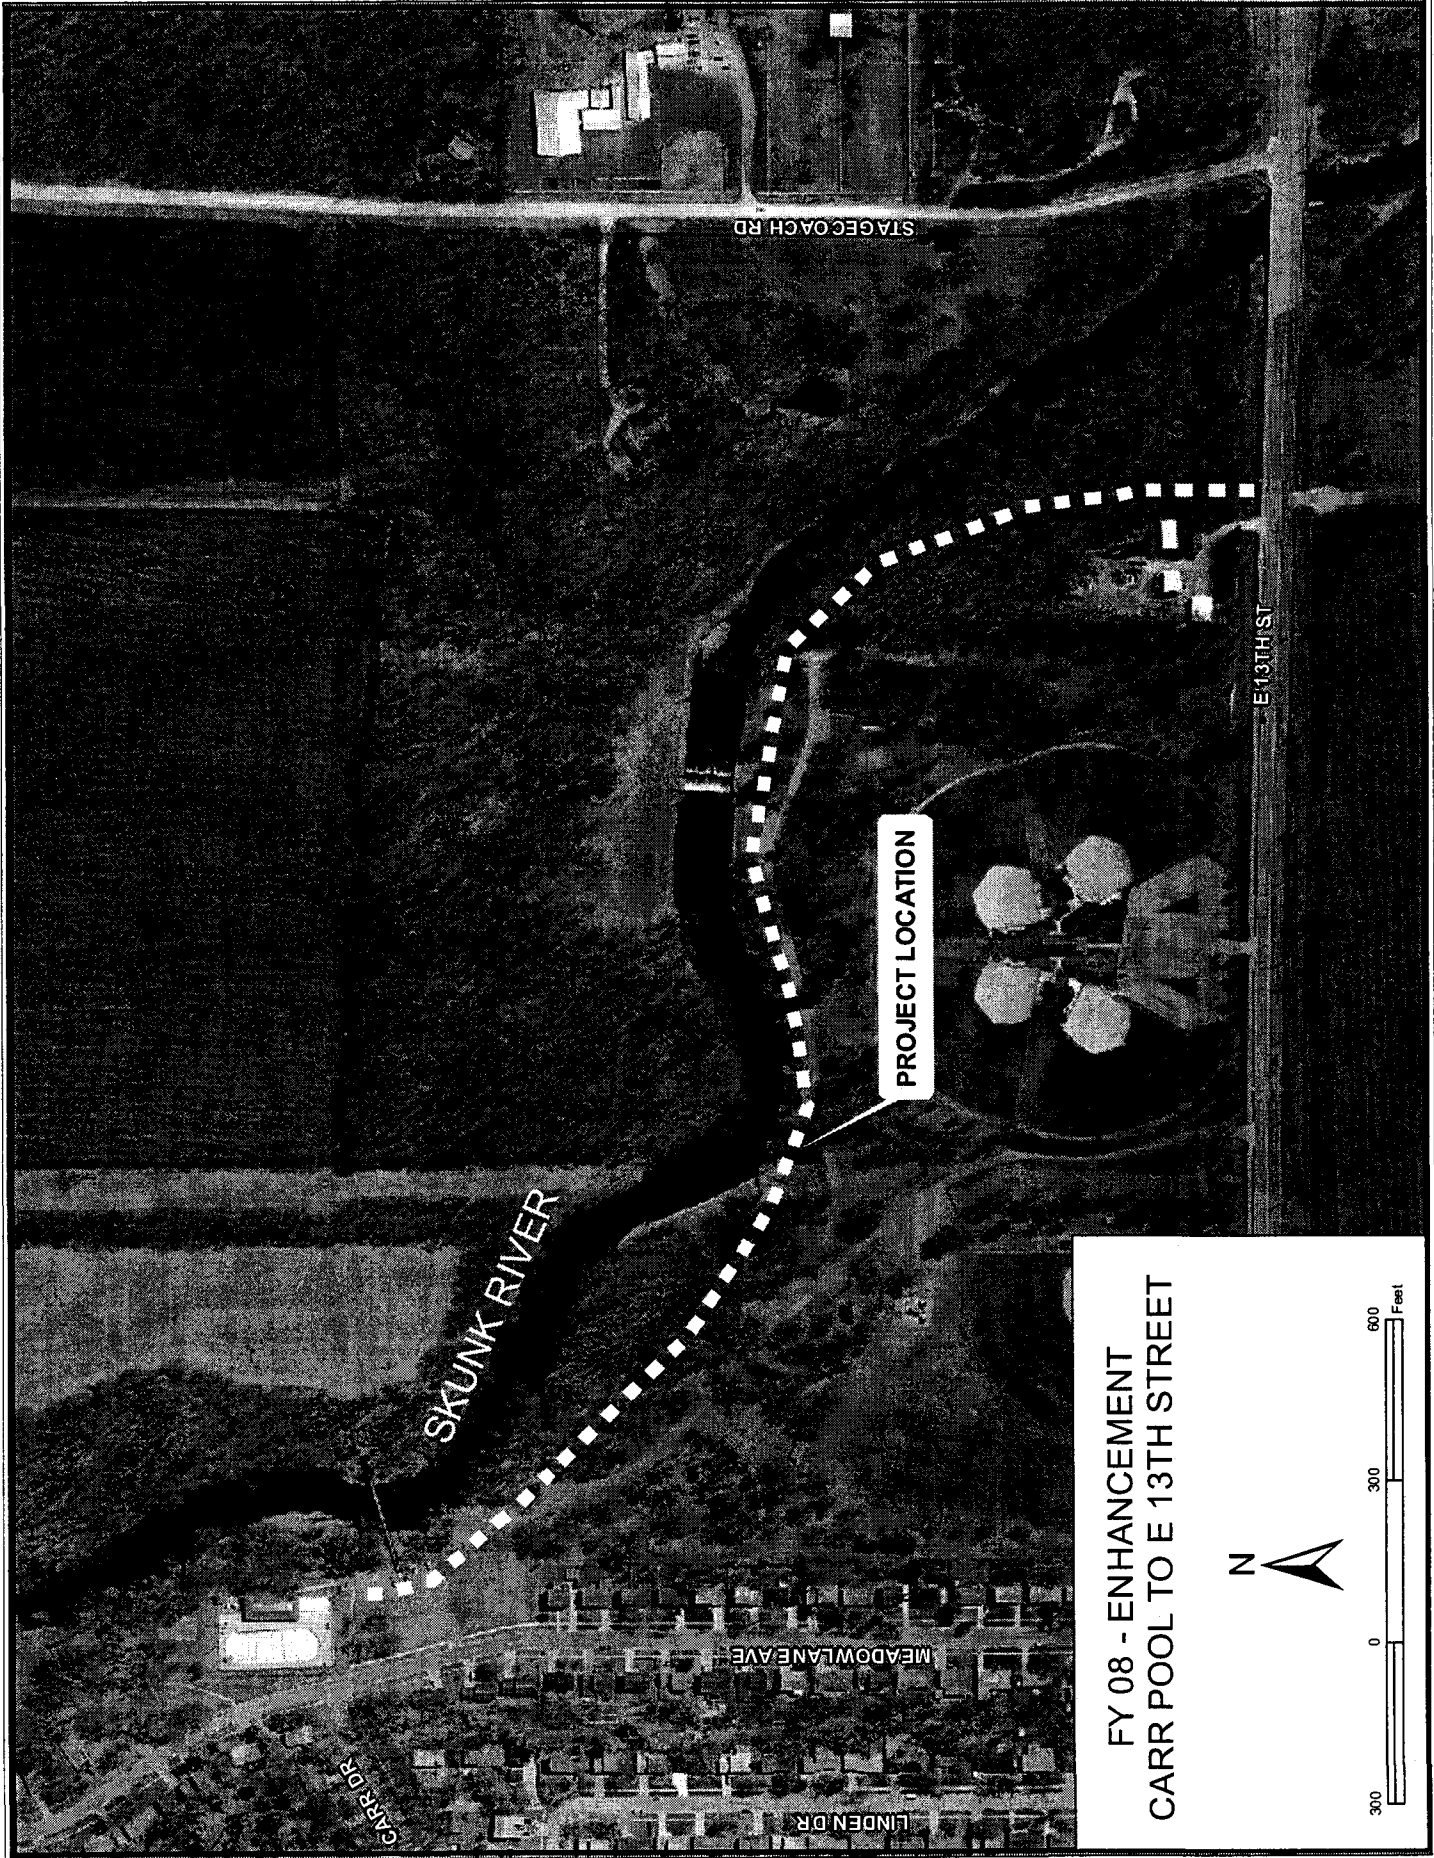 STAGECOACH RD
SKUNK RIVER
PROJECT LOCATION
E 13TH ST
CARR DR
MEADOWLANE AVE
LINDEN DR
FY 08 - ENHANCEMENT
CARR POOL TO E 13TH STREET
N
300 0 300 600
Feet